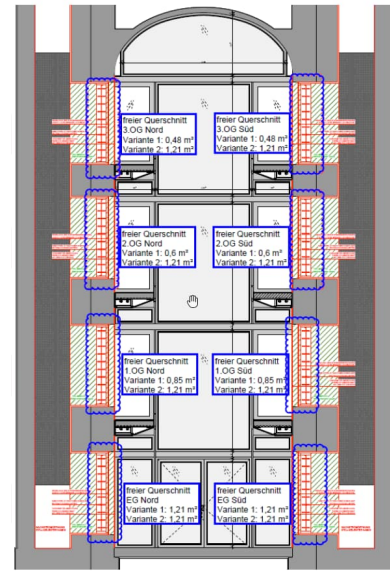 freier Querschnitt
3.OG Nord
Variante 1: 0,48 m²
Variante 2: 1,21 m²
freier Querschnitt
3.OG Süd
Variante 1: 0,48 m²
Variante 2: 1,21 m²
freier Querschnitt
2.OG Nord
Variante 1: 0,6 m²
Variante 2: 1,21 m²
freier Querschnitt
2.OG Süd
Variante 1: 0,6 m²
Variante 2: 1,21 m²
freier Querschnitt
1.OG Nord
Variante 1: 0,85 m²
Variante 2: 1,21 m²
freier Querschnitt
1.OG Süd
Variante 1: 0,85 m²
Variante 2: 1,21 m²
freier Querschnitt
EG Nord
Variante 1: 1,21 m²
Variante 2: 1,21 m²
freier Querschnitt
EG Süd
Variante 1: 1,21 m²
Variante 2: 1,21 m²